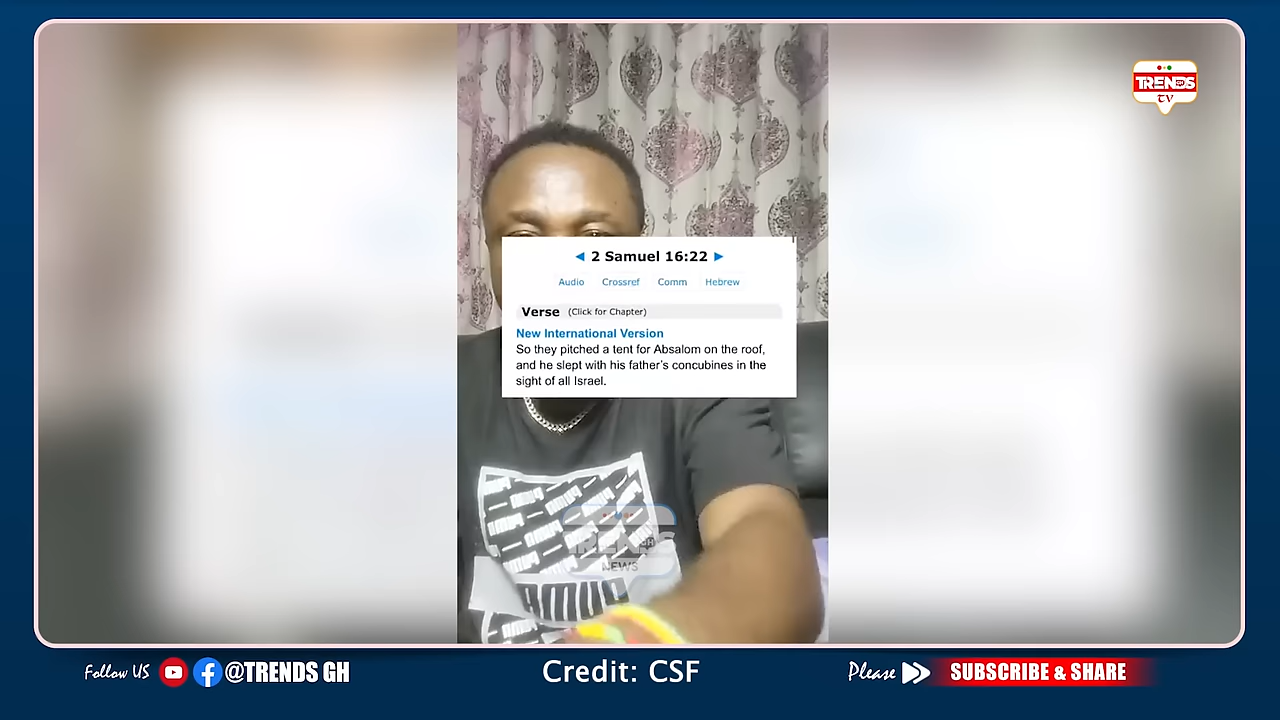 TRENDS
TV
◀ 2 Samuel 16:22 ▶
Audio Crossref Comm Hebrew
Verse (Click for Chapter)
New International Version
So they pitched a tent for Absalom on the roof,
and he slept with his father's concubines in the
sight of all Israel.
TRENDS
NEWS
Follow US @TRENDS GH
Credit: CSF
Please SUBSCRIBE & SHARE